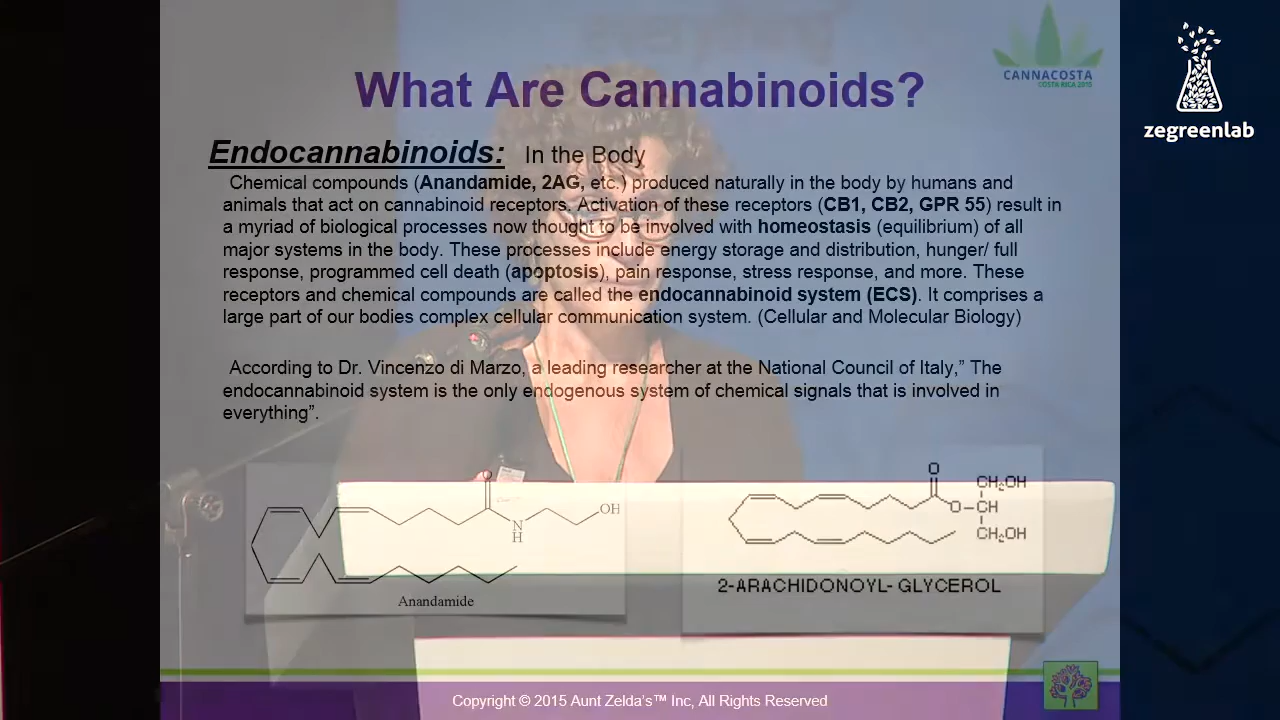 What Are Cannabinoids?
CANNACOSTA
COSTA RICA 2015
zegreenlab
Endocannabinoids: In the Body
Chemical compounds (Anandamide, 2AG, etc.) produced naturally in the body by humans and
animals that act on cannabinoid receptors. Activation of these receptors (CB1, CB2, GPR 55) result in
a myriad of biological processes now thought to be involved with homeostasis (equilibrium) of all
major systems in the body. These processes include energy storage and distribution, hunger/ full
response, programmed cell death (apoptosis), pain response, stress response, and more. These
receptors and chemical compounds are called the endocannabinoid system (ECS). It comprises a
large part of our bodies complex cellular communication system. (Cellular and Molecular Biology)
According to Dr. Vincenzo di Marzo, a leading researcher at the National Council of Italy,” The
endocannabinoid system is the only endogenous system of chemical signals that is involved in
everything”.
O
OH
N
H
Anandamide
O
CH2OH
O-CH
CH2OH
2-ARACHIDONOYL-GLYCEROL
Copyright © 2015 Aunt Zelda's™ Inc, All Rights Reserved